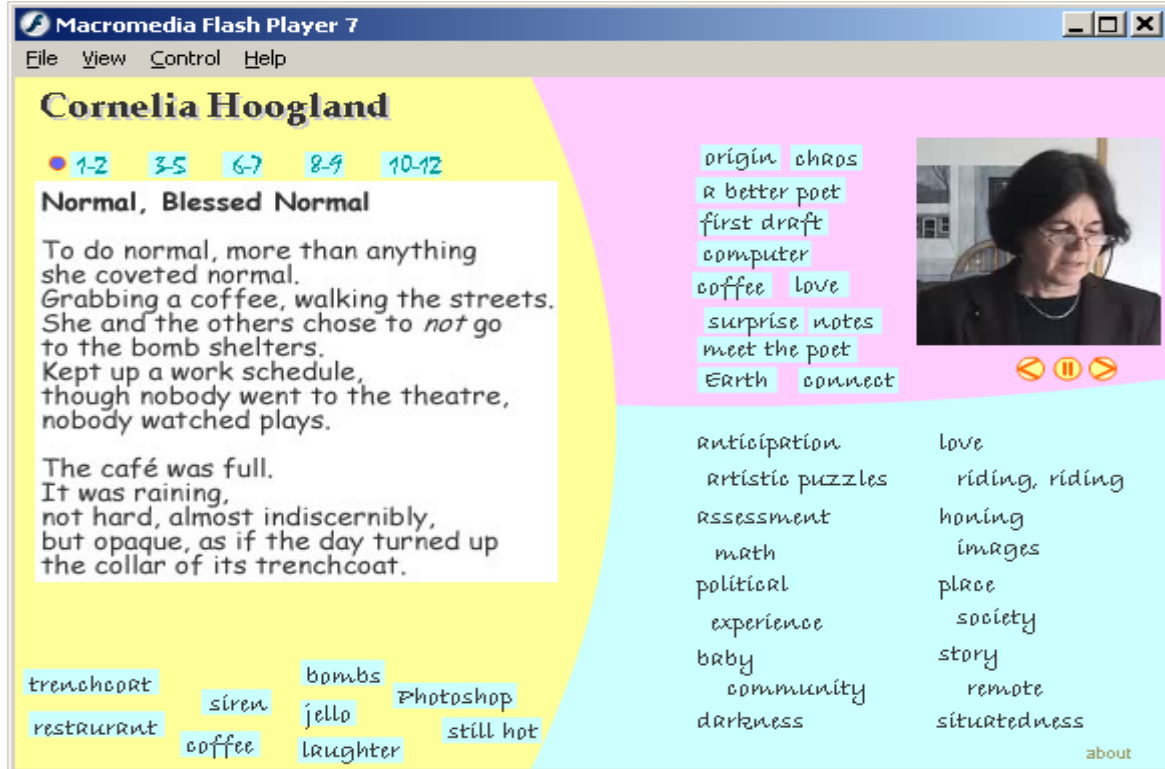 Macromedia Flash Player 7
File View Control Help
Cornelia Hoogland
1-2 3-5 6-7 8-9 10-12
Normal, Blessed Normal
To do normal, more than anything
she coveted normal.
Grabbing a coffee, walking the streets.
She and the others chose to not go
to the bomb shelters.
Kept up a work schedule,
though nobody went to the theatre,
nobody watched plays.
The café was full.
It was raining,
not hard, almost indiscernibly,
but opaque, as if the day turned up
the collar of its trenchcoat.
trenchcoat
restaurant
siren
coffee
bombs
jello
laughter
Photoshop
still hot
origin chaos
a better poet
first draft
computer
coffee love
surprise notes
meet the poet
Earth connect
anticipation
artistic puzzles
assessment
math
political
experience
baby
community
darkness
love
riding, riding
honing
images
place
society
story
remote
situatedness
about